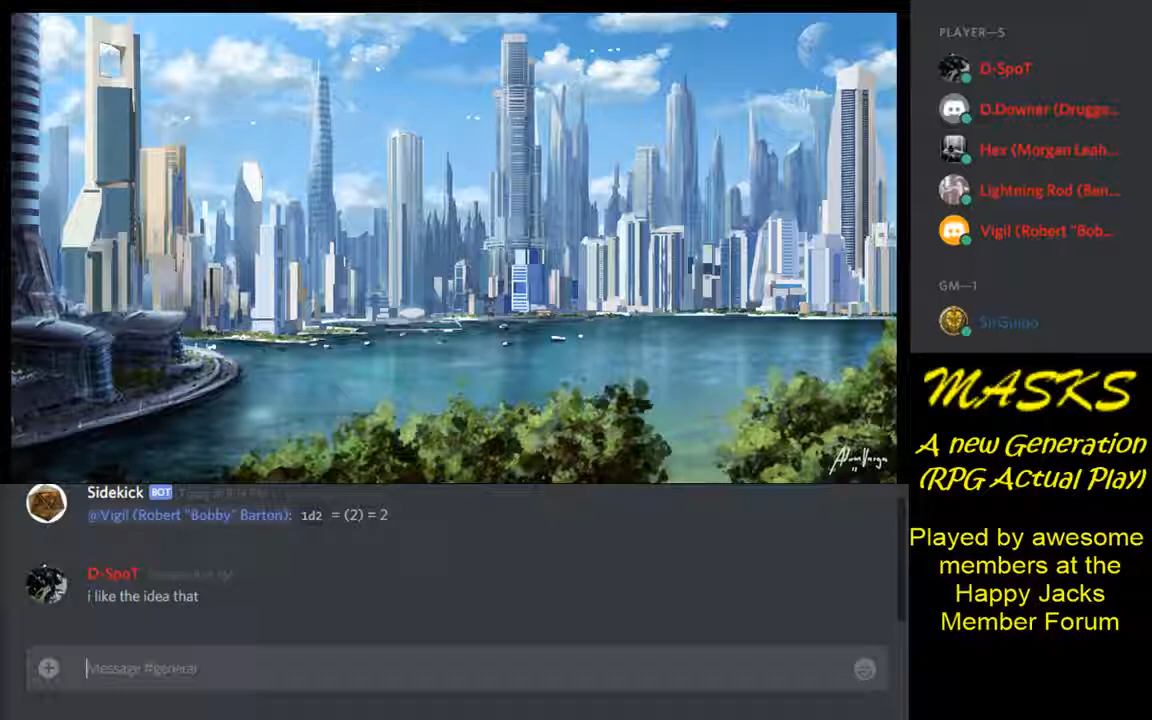 PLAYER—5
D-SpoT
D.Downer (Drugge...
Hex (Morgan Leah...
Lightning Rod (Ben...
Vigil (Robert "Bob...
GM—1
SirGuido
MASKS
A new Generation
(RPG Actual Play)
Played by awesome
members at the
Happy Jacks
Member Forum
Sidekick BOT
@Vigil (Robert "Bobby" Barton): 1d2 = (2) = 2
D-SpoT
i like the idea that
Message #general